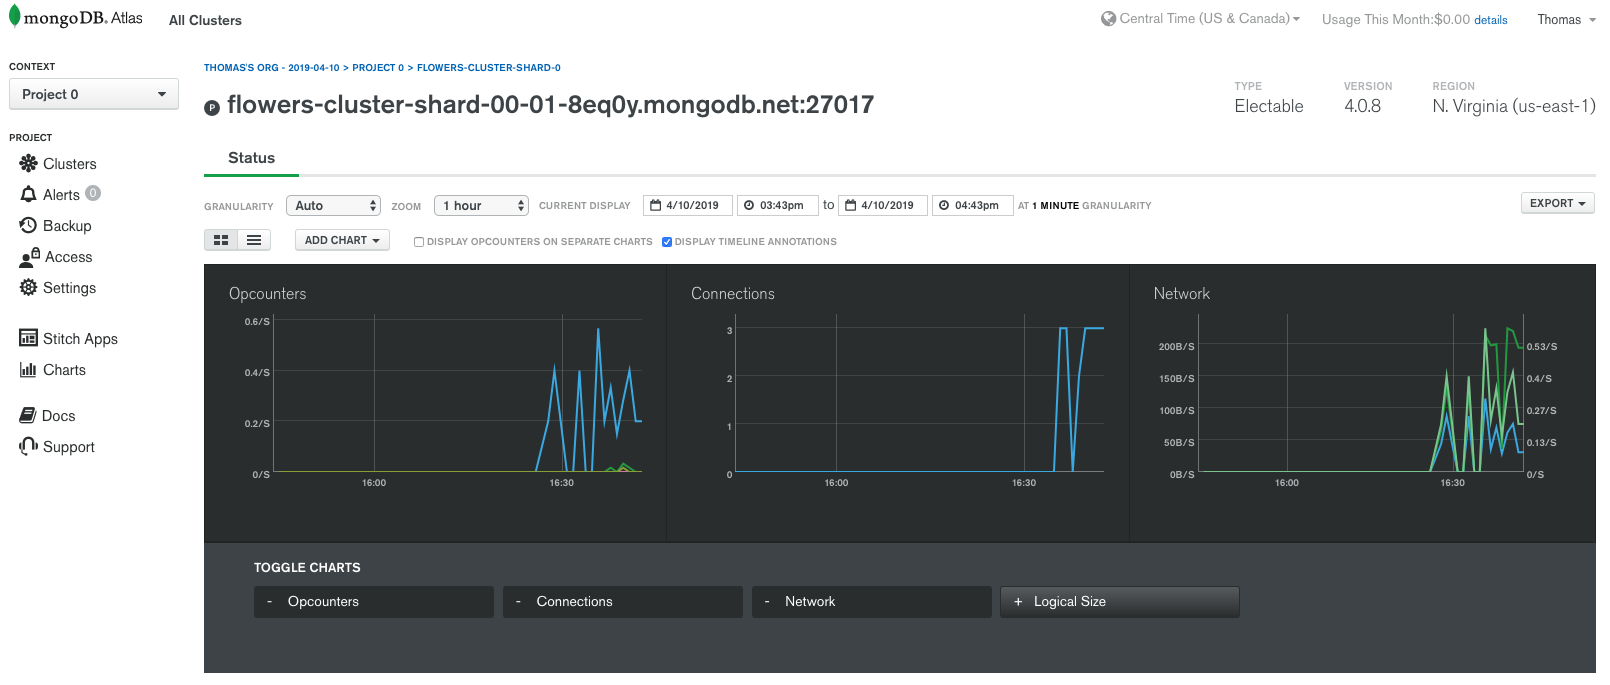 mongoDB. Atlas All Clusters Central Time (US & Canada) Usage This Month:$0.00 details Thomas
CONTEXT
Project 0
PROJECT
Clusters
Alerts 0
Backup
Access
Settings
Stitch Apps
Charts
Docs
Support
THOMAS'S ORG - 2019-04-10 > PROJECT 0 > FLOWERS-CLUSTER-SHARD-0
P flowers-cluster-shard-00-01-8eq0y.mongodb.net:27017
TYPE VERSION REGION
Electable 4.0.8 N. Virginia (us-east-1)
Status
GRANULARITY Auto ZOOM 1 hour CURRENT DISPLAY 4/10/2019 03:43pm to 4/10/2019 04:43pm AT 1 MINUTE GRANULARITY EXPORT
ADD CHART DISPLAY OPCOUNTERS ON SEPARATE CHARTS DISPLAY TIMELINE ANNOTATIONS
Opcounters
0.6/S
0.4/S
0.2/S
0/S
16:00 16:30
Connections
3
2
1
0
16:00 16:30
Network
200B/S 0.53/S
150B/S 0.4/S
100B/S 0.27/S
50B/S 0.13/S
0B/S 0/S
16:00 16:30
TOGGLE CHARTS
- Opcounters - Connections - Network + Logical Size